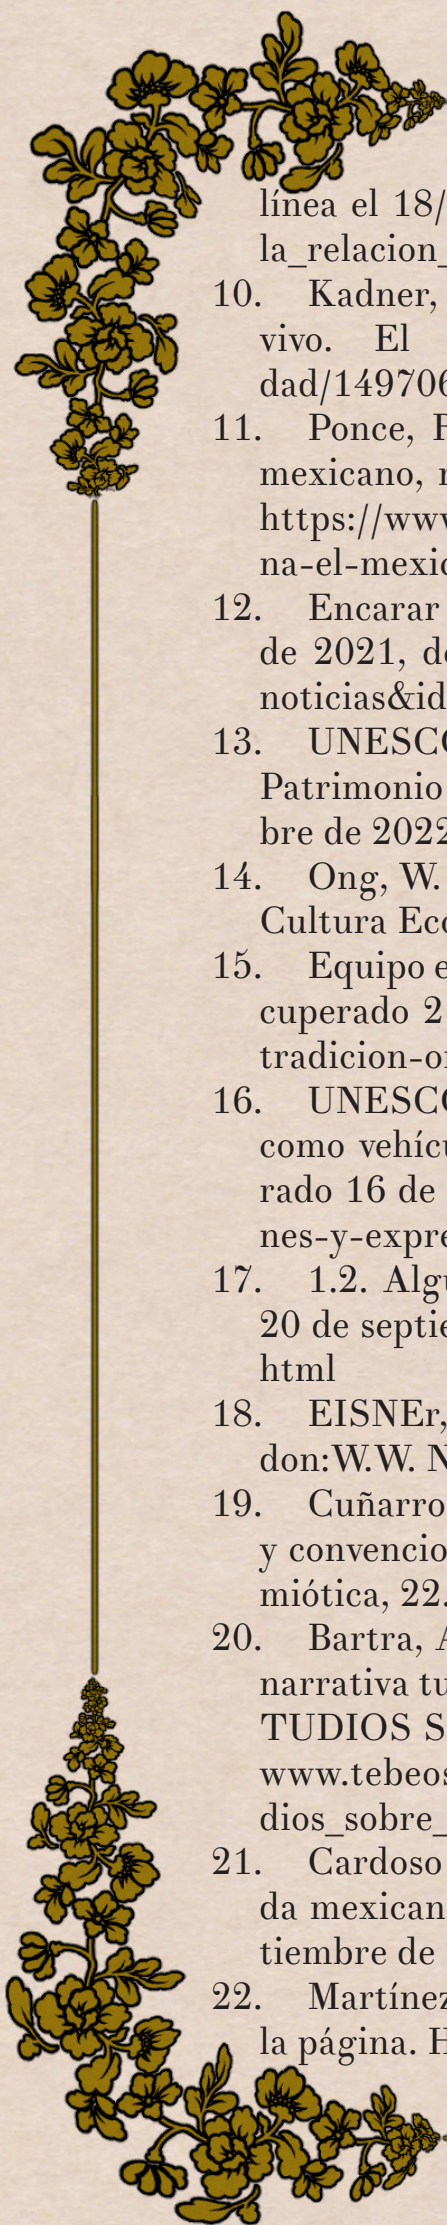 línea el 18/
la_relacion_
10. Kadner,
vivo. El
dad/149706
11. Ponce, F
mexicano, r
https://www
na-el-mexic
12. Encarar
de 2021, de
noticias&id
13. UNESCO
Patrimonio
bre de 2022
14. Ong, W.
Cultura Eco
15. Equipo e
cuperado 2
tradicion-or
16. UNESCO
como vehícu
rado 16 de
nes-y-expre
17. 1.2. Algu
20 de septie
html
18. EISNEr,
don:W.W. N
19. Cuñarro
y convencio
miótica, 22.
20. Bartra, A
narrativa tu
TUDIOS S
www.tebeos
dios_sobre_
21. Cardoso
da mexican
tiembre de
22. Martínez
la página. H